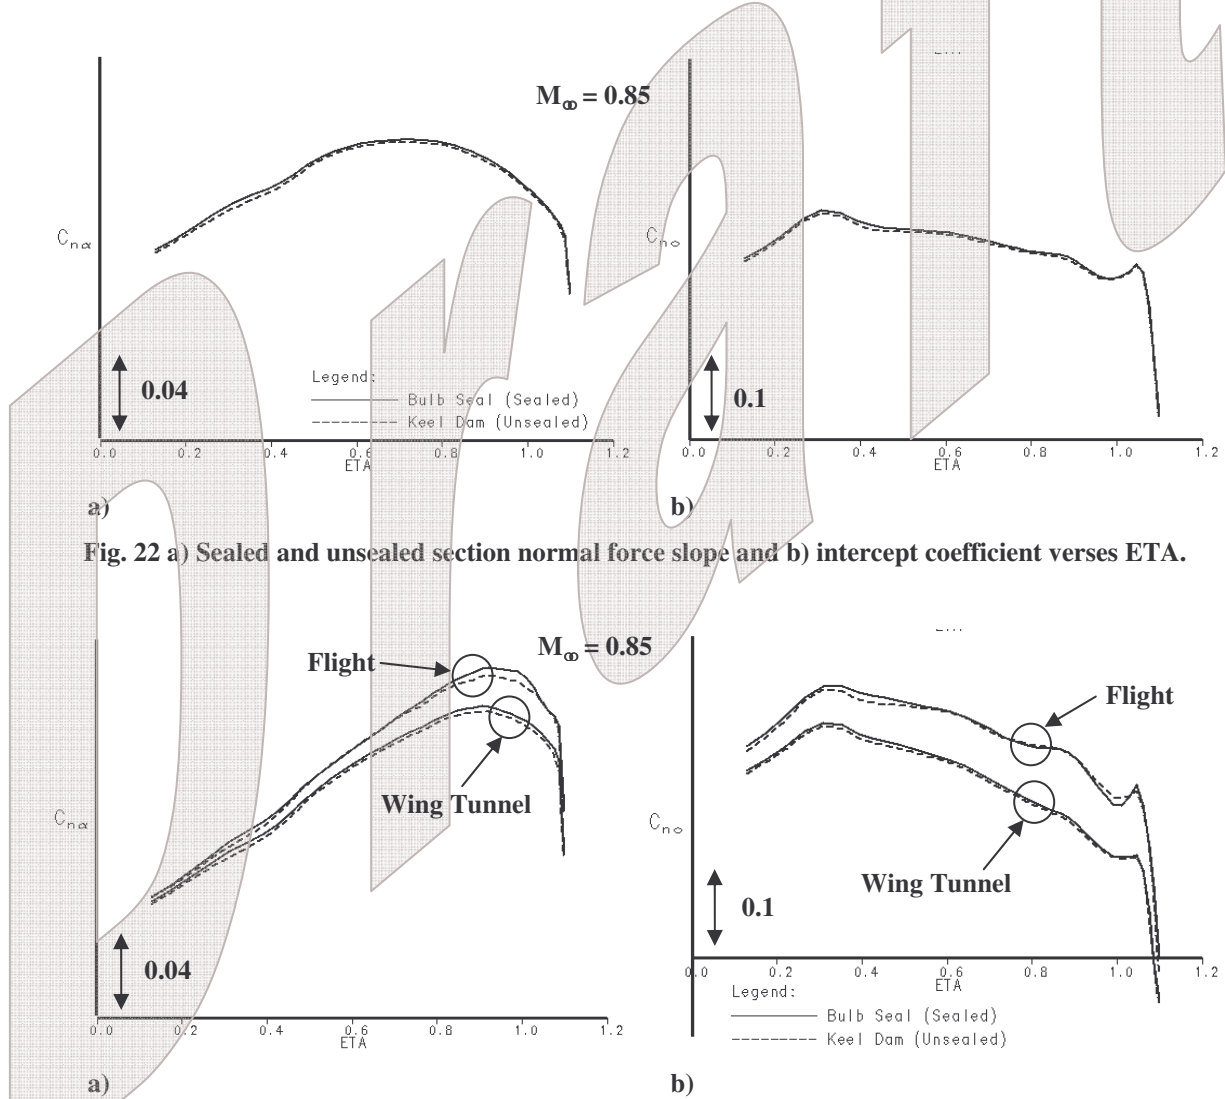 M∞ = 0.85
Cnα
0.04
Legend:
Bulb Seal (Sealed)
Keel Dam (Unsealed)
0.0 0.2 0.4 0.6 0.8 1.0 1.2
ETA
a)
Cno
0.1
0.0 0.2 0.4 0.6 0.8 1.0 1.2
ETA
b)
Fig. 22 a) Sealed and unsealed section normal force slope and b) intercept coefficient verses ETA.
M∞ = 0.85
Flight
Wing Tunnel
Cnα
0.04
0.0 0.2 0.4 0.6 0.8 1.0 1.2
ETA
a)
Flight
Cno
Wing Tunnel
0.1
0.0 0.2 0.4 0.6 0.8 1.0 1.2
ETA
Legend:
Bulb Seal (Sealed)
Keel Dam (Unsealed)
b)